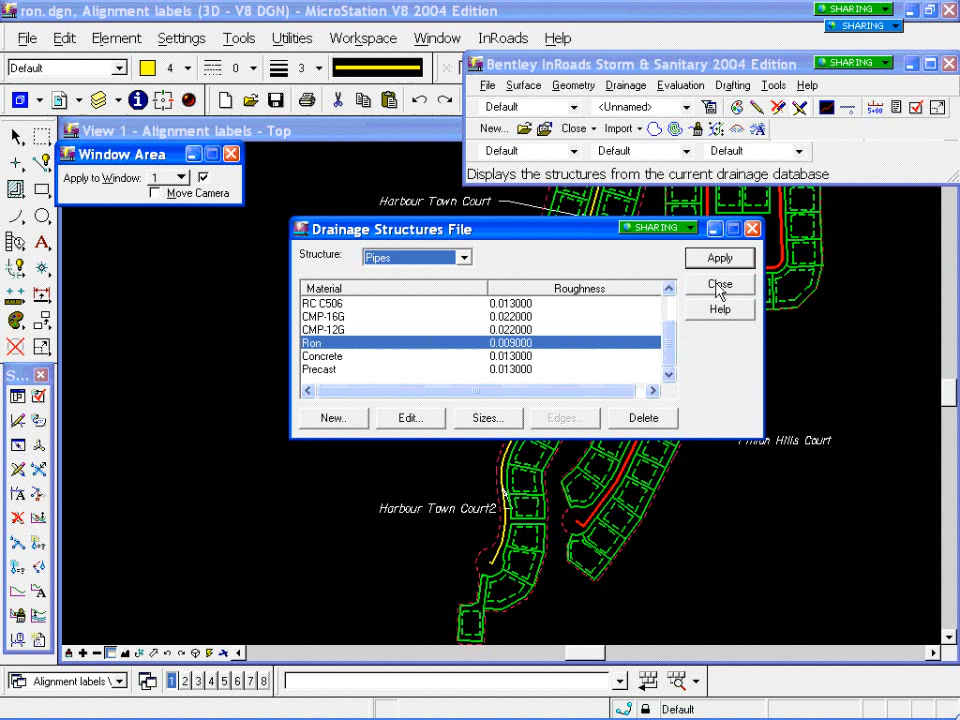 ron.dgn, Alignment labels (3D - V8 DGN) - MicroStation V8 2004 Edition
SHARING
SHARING
File Edit Element Settings Tools Utilities Workspace Window InRoads Help
Default 4 0 3
Bentley InRoads Storm & Sanitary 2004 Edition SHARING
File Surface Geometry Drainage Evaluation Drafting Tools Help
Default <Unnamed>
New... Close Import
Default Default Default
Displays the structures from the current drainage database
View 1 - Alignment labels - Top
Window Area
Apply to Window: 1
Move Camera
Harbour Town Court
Drainage Structures File SHARING
Structure: Pipes Apply
Material Roughness Close
RC C506 0.013000
CMP-16G 0.022000 Help
CMP-12G 0.022000
Ron 0.009000
Concrete 0.013000
Precast 0.013000
New.. Edit... Sizes... Edges... Delete
S...
Hills Court
Harbour Town Court2
Alignment labels 1 2 3 4 5 6 7 8
Default